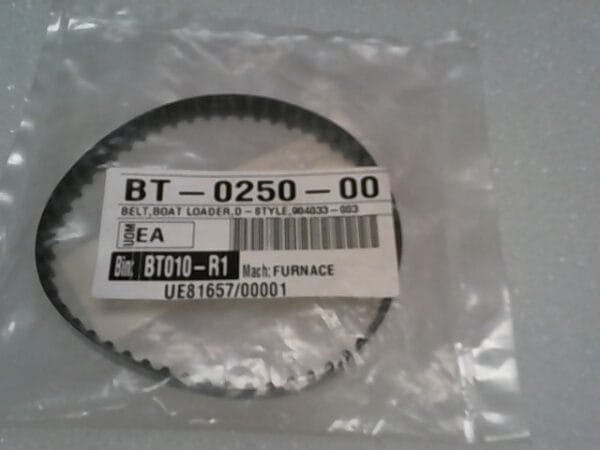 BT-0250-00
BELT,BOAT LOADER,D-STYLE,904033-003
UOM EA
Bin: BT010-R1 Mach: FURNACE
UE81657/00001